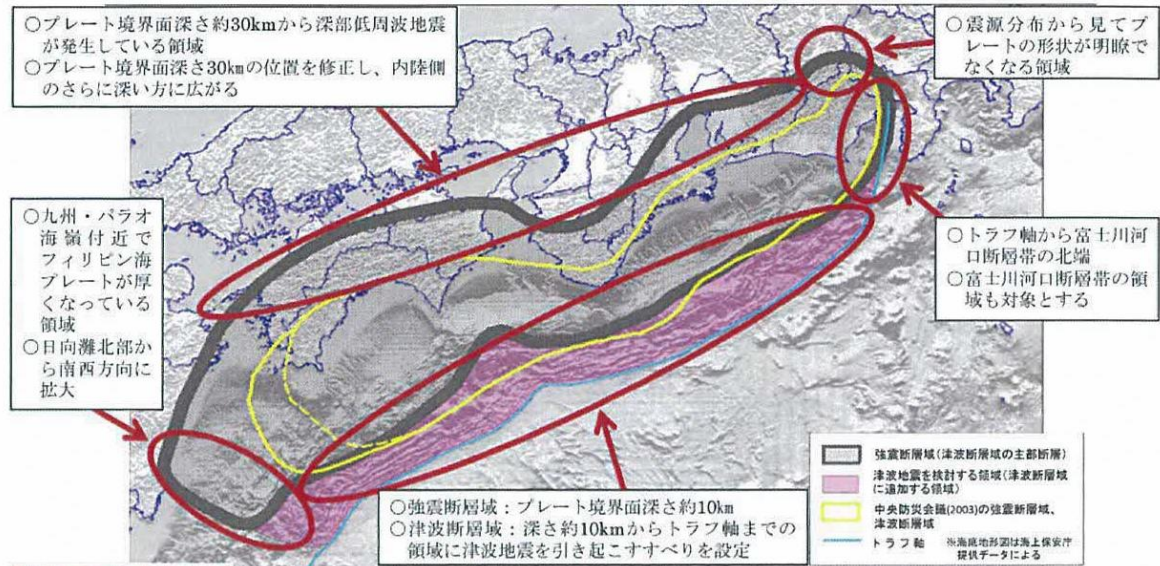 ○プレート境界面深さ約30kmから深部低周波地震
が発生している領域
○プレート境界面深さ30㎞の位置を修正し、内陸側
のさらに深い方に広がる
○震源分布から見てプ
レートの形状が明瞭で
なくなる領域
○九州・パラオ
海嶺付近で
フィリピン海
プレートが厚
くなっている
領域
○日向灘北部か
ら南西方向に
拡大
○トラフ軸から富士川河
口断層帯の北端
○富士川河口断層帯の領
域も対象とする
○強震断層域：プレート境界面深さ約10km
○津波断層域：深さ約10kmからトラフ軸までの
領域に津波地震を引き起こすすべりを設定
強震断層域(津波断層域の主部断層)
津波地震を検討する領域(津波断層域
に追加する領域)
中央防災会議(2003)の強震断層域、
津波断層域
トラフ軸 ※海底地形図は海上保安庁
提供データによる